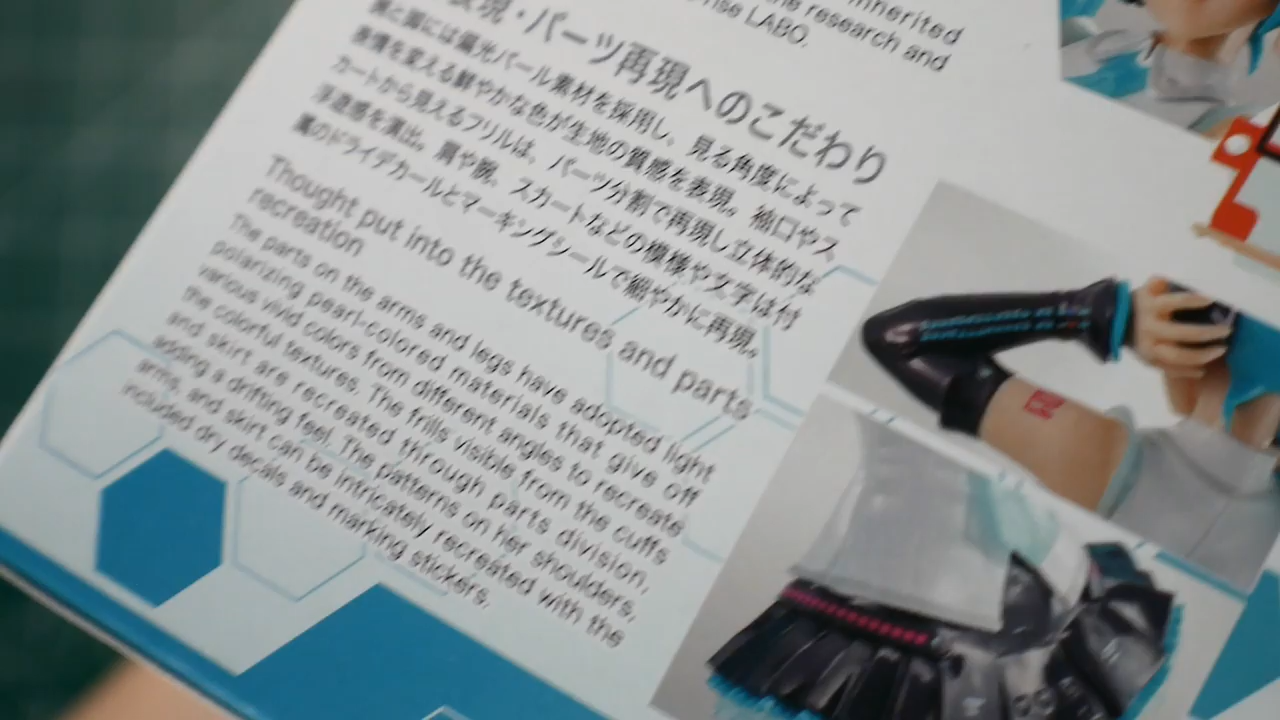 inherited
the research and
LABO.
表現・パーツ再現へのこだわり
腕と脚には偏光パール素材を採用し、見る角度によって
表情を変える鮮やかな色が生地の質感を表現。袖口やス
カートから見えるフリルは、パーツ分割で再現し立体的な
浮遊感を演出。肩や腕、スカートなどの模様や文字は付
属のドライデカールとマーキングシールで細やかに再現。
Thought put into the textures and parts
recreation
The parts on the arms and legs have adopted light
polarizing pearl-colored materials that give off
various vivid colors from different angles to recreate
the colorful textures. The frills visible from the cuffs
and skirt are recreated through parts division,
adding a drifting feel. The patterns on her shoulders,
arms, and skirt can be intricately recreated with the
included dry decals and marking stickers.